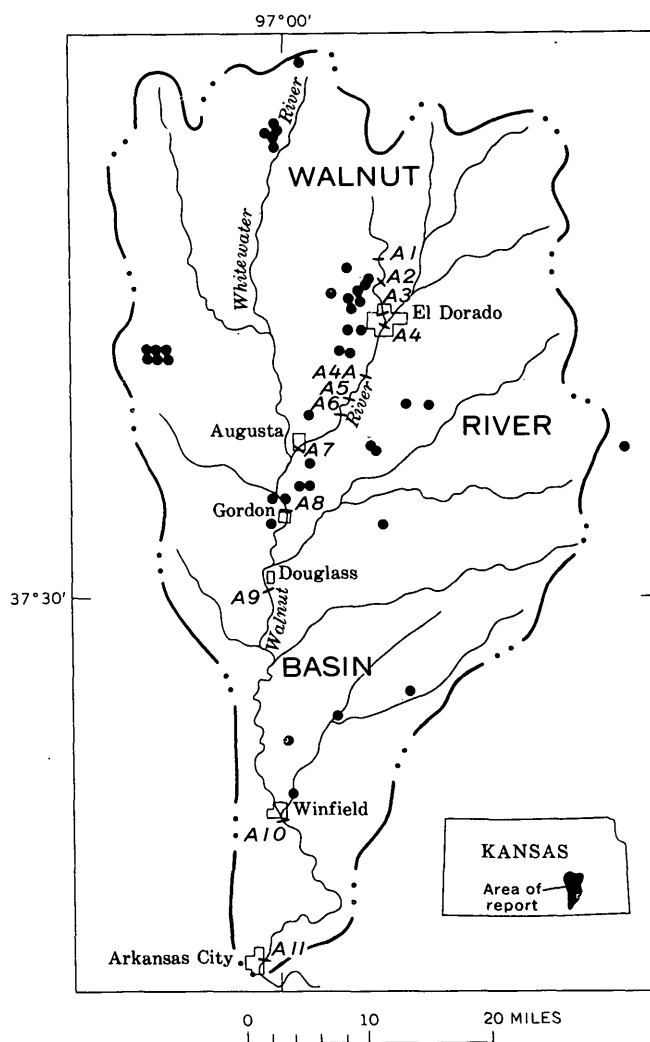 97°00'
River
WALNUT
Whitewater
A1
A2
A3
El Dorado
A4
A4A
A5
A6
River
Augusta
RIVER
A7
A8
Gordon
Douglass
37°30'
A9
Walnut
BASIN
Winfield
A10
KANSAS
Area of
report
Arkansas City
A11
0 10 20 MILES